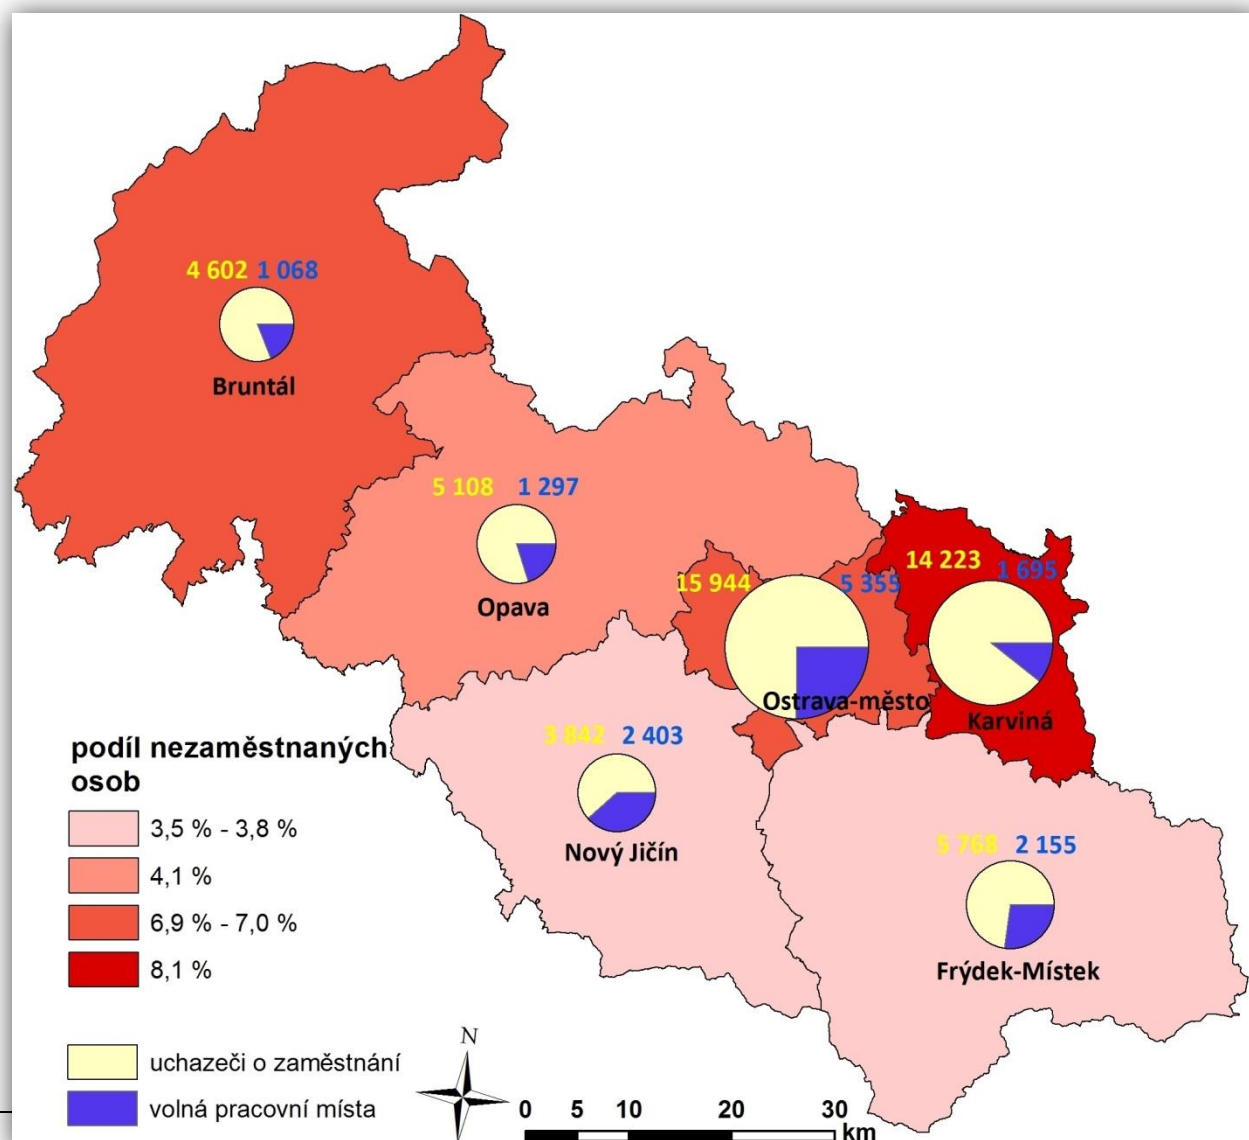 4 602 1 068
Bruntál
5 108 1 297
Opava
15 944 5 355
Ostrava-město
14 223 1 695
Karviná
3 842 2 403
Nový Jičín
5 768 2 155
Frýdek-Místek
podíl nezaměstnaných
osob
3,5 % - 3,8 %
4,1 %
6,9 % - 7,0 %
8,1 %
uchazeči o zaměstnání
volná pracovní místa
N
0 5 10 20 30
km